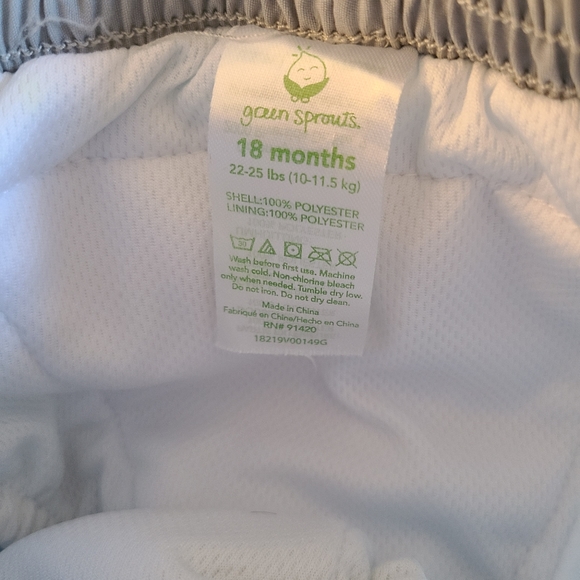 green sprouts.
18 months
22-25 lbs (10-11.5 kg)
SHELL:100% POLYESTER
LINING:100% POLYESTER
30
Wash before first use. Machine
wash cold. Non-chlorine bleach
only when needed. Tumble dry low.
Do not iron. Do not dry clean.
Made in China
Fabriqué en Chine/Hecho en China
RN# 91420
18219V00149G